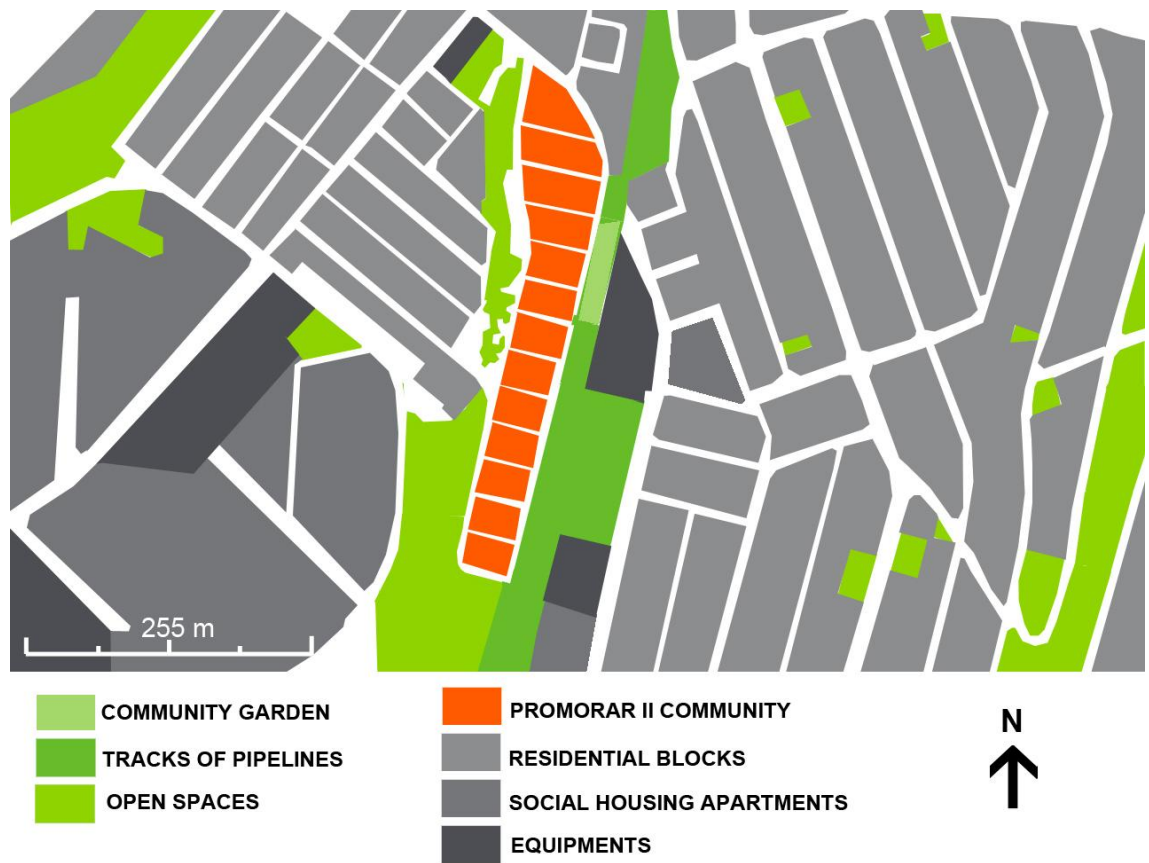 255 m
COMMUNITY GARDEN
TRACKS OF PIPELINES
OPEN SPACES
PROMORAR II COMMUNITY
RESIDENTIAL BLOCKS
SOCIAL HOUSING APARTMENTS
EQUIPMENTS
N